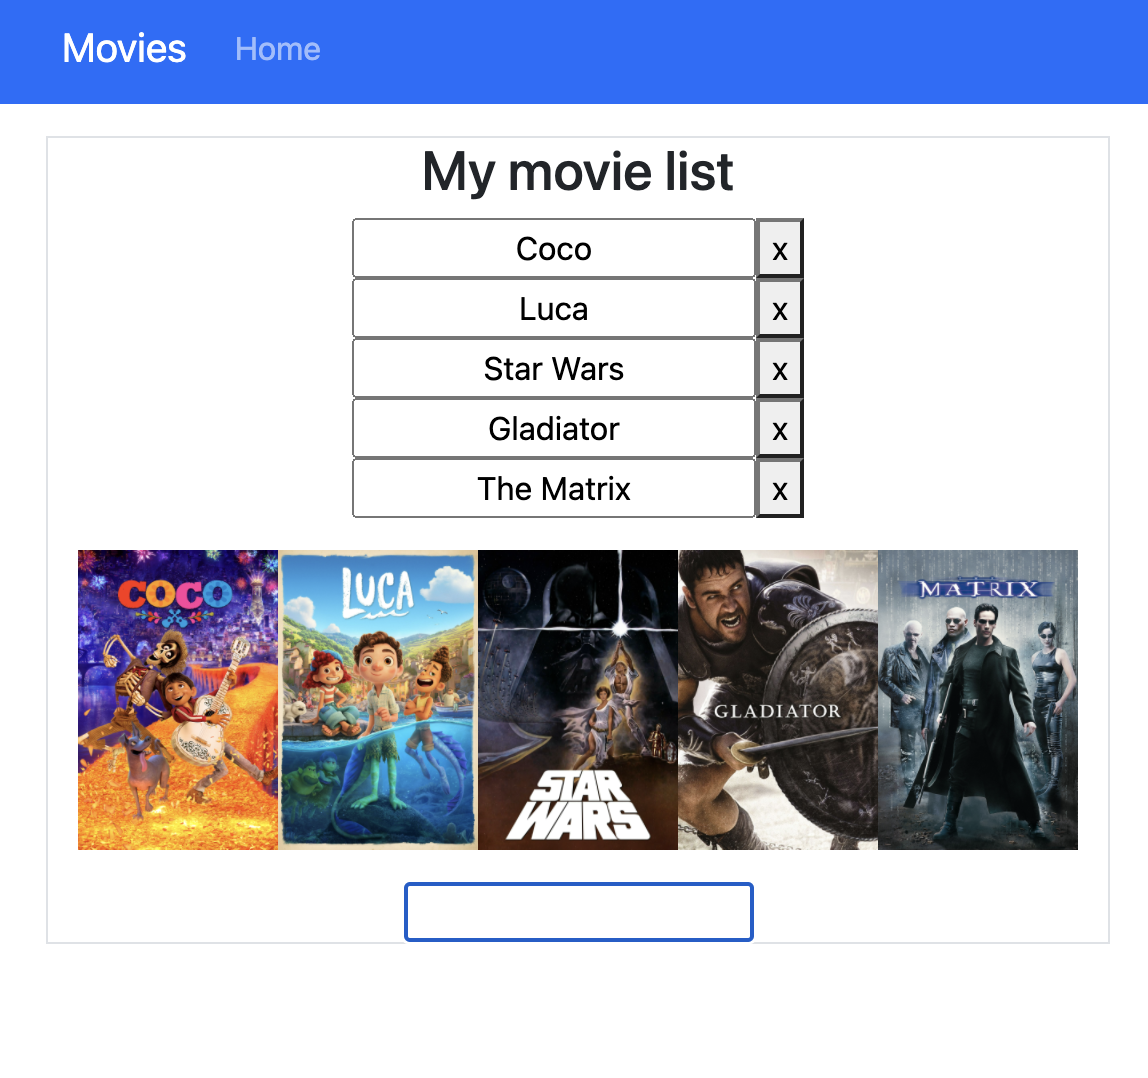 Movies Home
My movie list
Coco x
Luca x
Star Wars x
Gladiator x
The Matrix x
COCO
LUCA
STAR
WARS
GLADIATOR
MATRIX